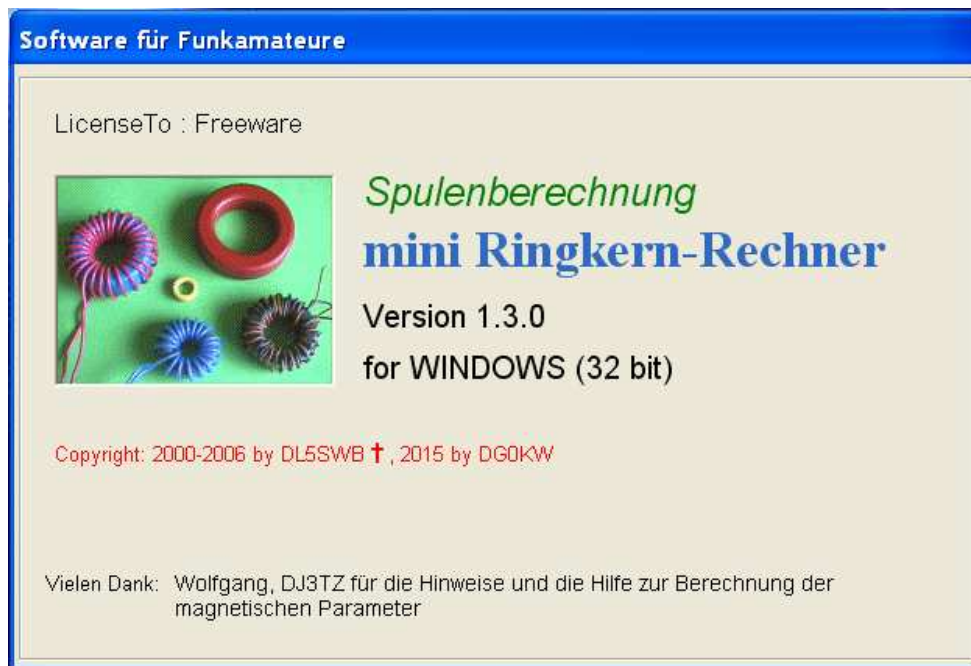 Software für Funkamateure
LicenseTo : Freeware
Spulenberechnung
mini Ringkern-Rechner
Version 1.3.0
for WINDOWS (32 bit)
Copyright: 2000-2006 by DL5SWB ✝, 2015 by DG0KW
Vielen Dank: Wolfgang, DJ3TZ für die Hinweise und die Hilfe zur Berechnung der
magnetischen Parameter